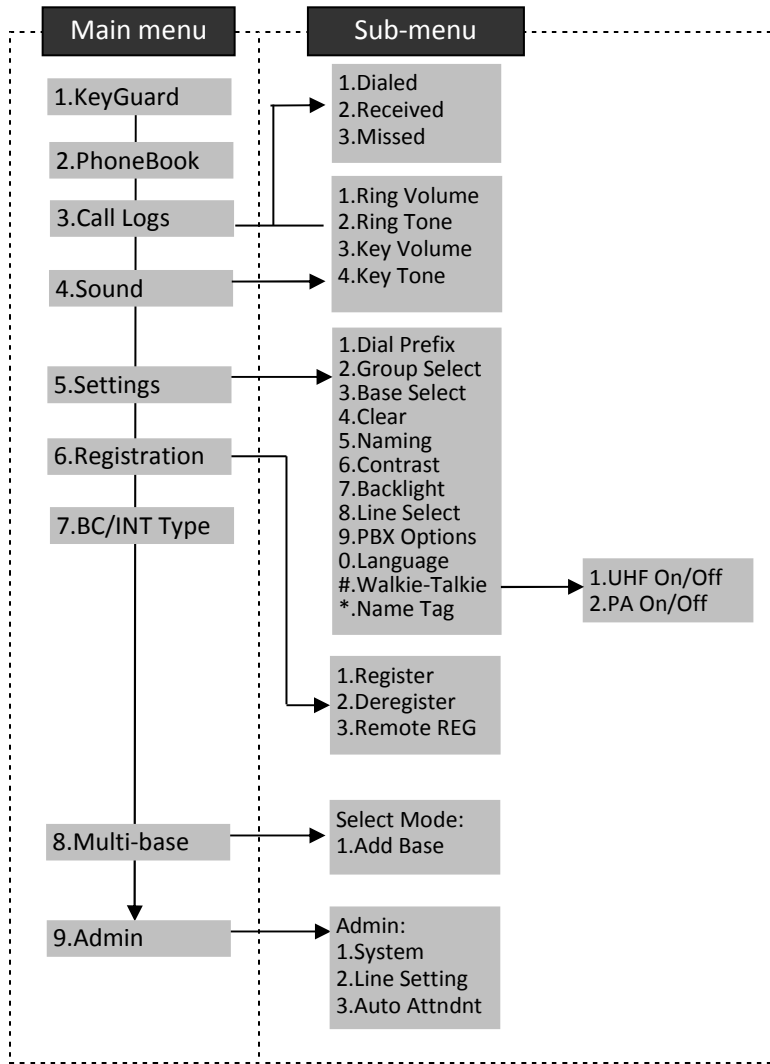 Main menu
Sub-menu
1.KeyGuard
2.PhoneBook
3.Call Logs
4.Sound
5.Settings
6.Registration
7.BC/INT Type
8.Multi-base
9.Admin
1.Dialed
2.Received
3.Missed
1.Ring Volume
2.Ring Tone
3.Key Volume
4.Key Tone
1.Dial Prefix
2.Group Select
3.Base Select
4.Clear
5.Naming
6.Contrast
7.Backlight
8.Line Select
9.PBX Options
0.Language
#.Walkie-Talkie
*.Name Tag
1.UHF On/Off
2.PA On/Off
1.Register
2.Deregister
3.Remote REG
Select Mode:
1.Add Base
Admin:
1.System
2.Line Setting
3.Auto Attndnt